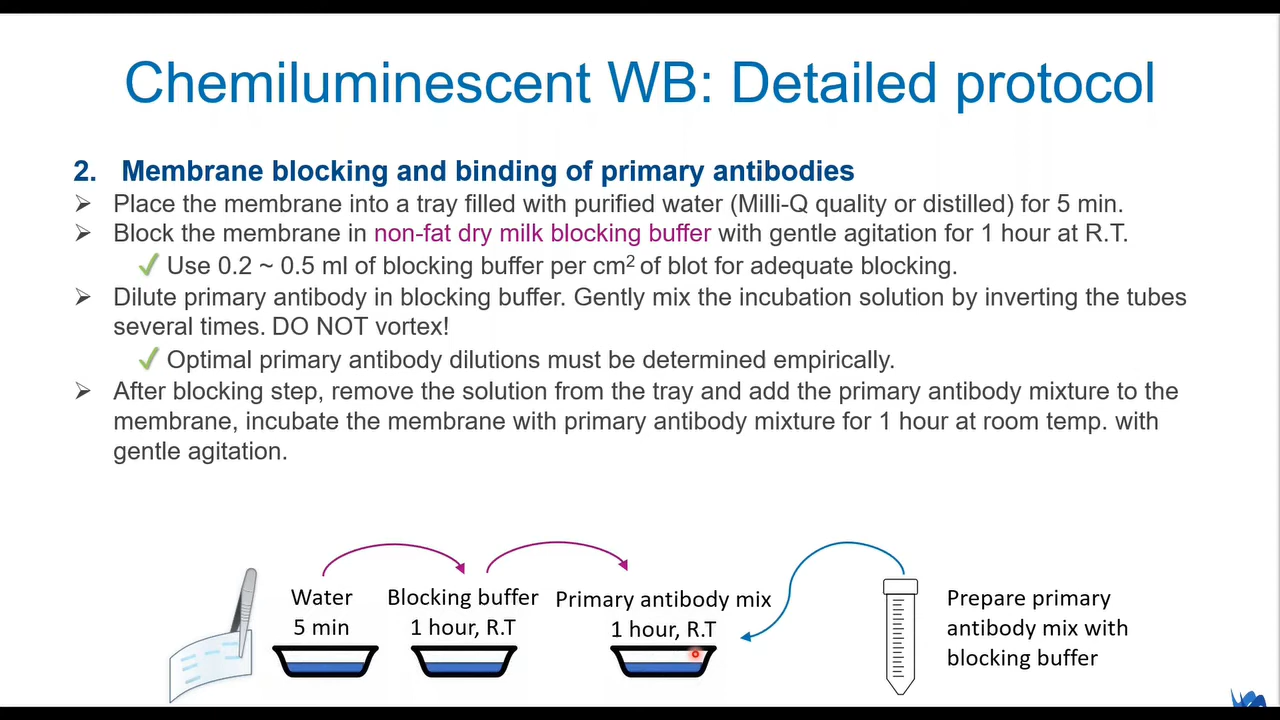 Chemiluminescent WB: Detailed protocol
2. Membrane blocking and binding of primary antibodies
➢ Place the membrane into a tray filled with purified water (Milli-Q quality or distilled) for 5 min.
➢ Block the membrane in non-fat dry milk blocking buffer with gentle agitation for 1 hour at R.T.
✓ Use 0.2 ~ 0.5 ml of blocking buffer per cm² of blot for adequate blocking.
➢ Dilute primary antibody in blocking buffer. Gently mix the incubation solution by inverting the tubes
several times. DO NOT vortex!
✓ Optimal primary antibody dilutions must be determined empirically.
➢ After blocking step, remove the solution from the tray and add the primary antibody mixture to the
membrane, incubate the membrane with primary antibody mixture for 1 hour at room temp. with
gentle agitation.
Water
5 min
Blocking buffer
1 hour, R.T
Primary antibody mix
1 hour, R.T
Prepare primary
antibody mix with
blocking buffer